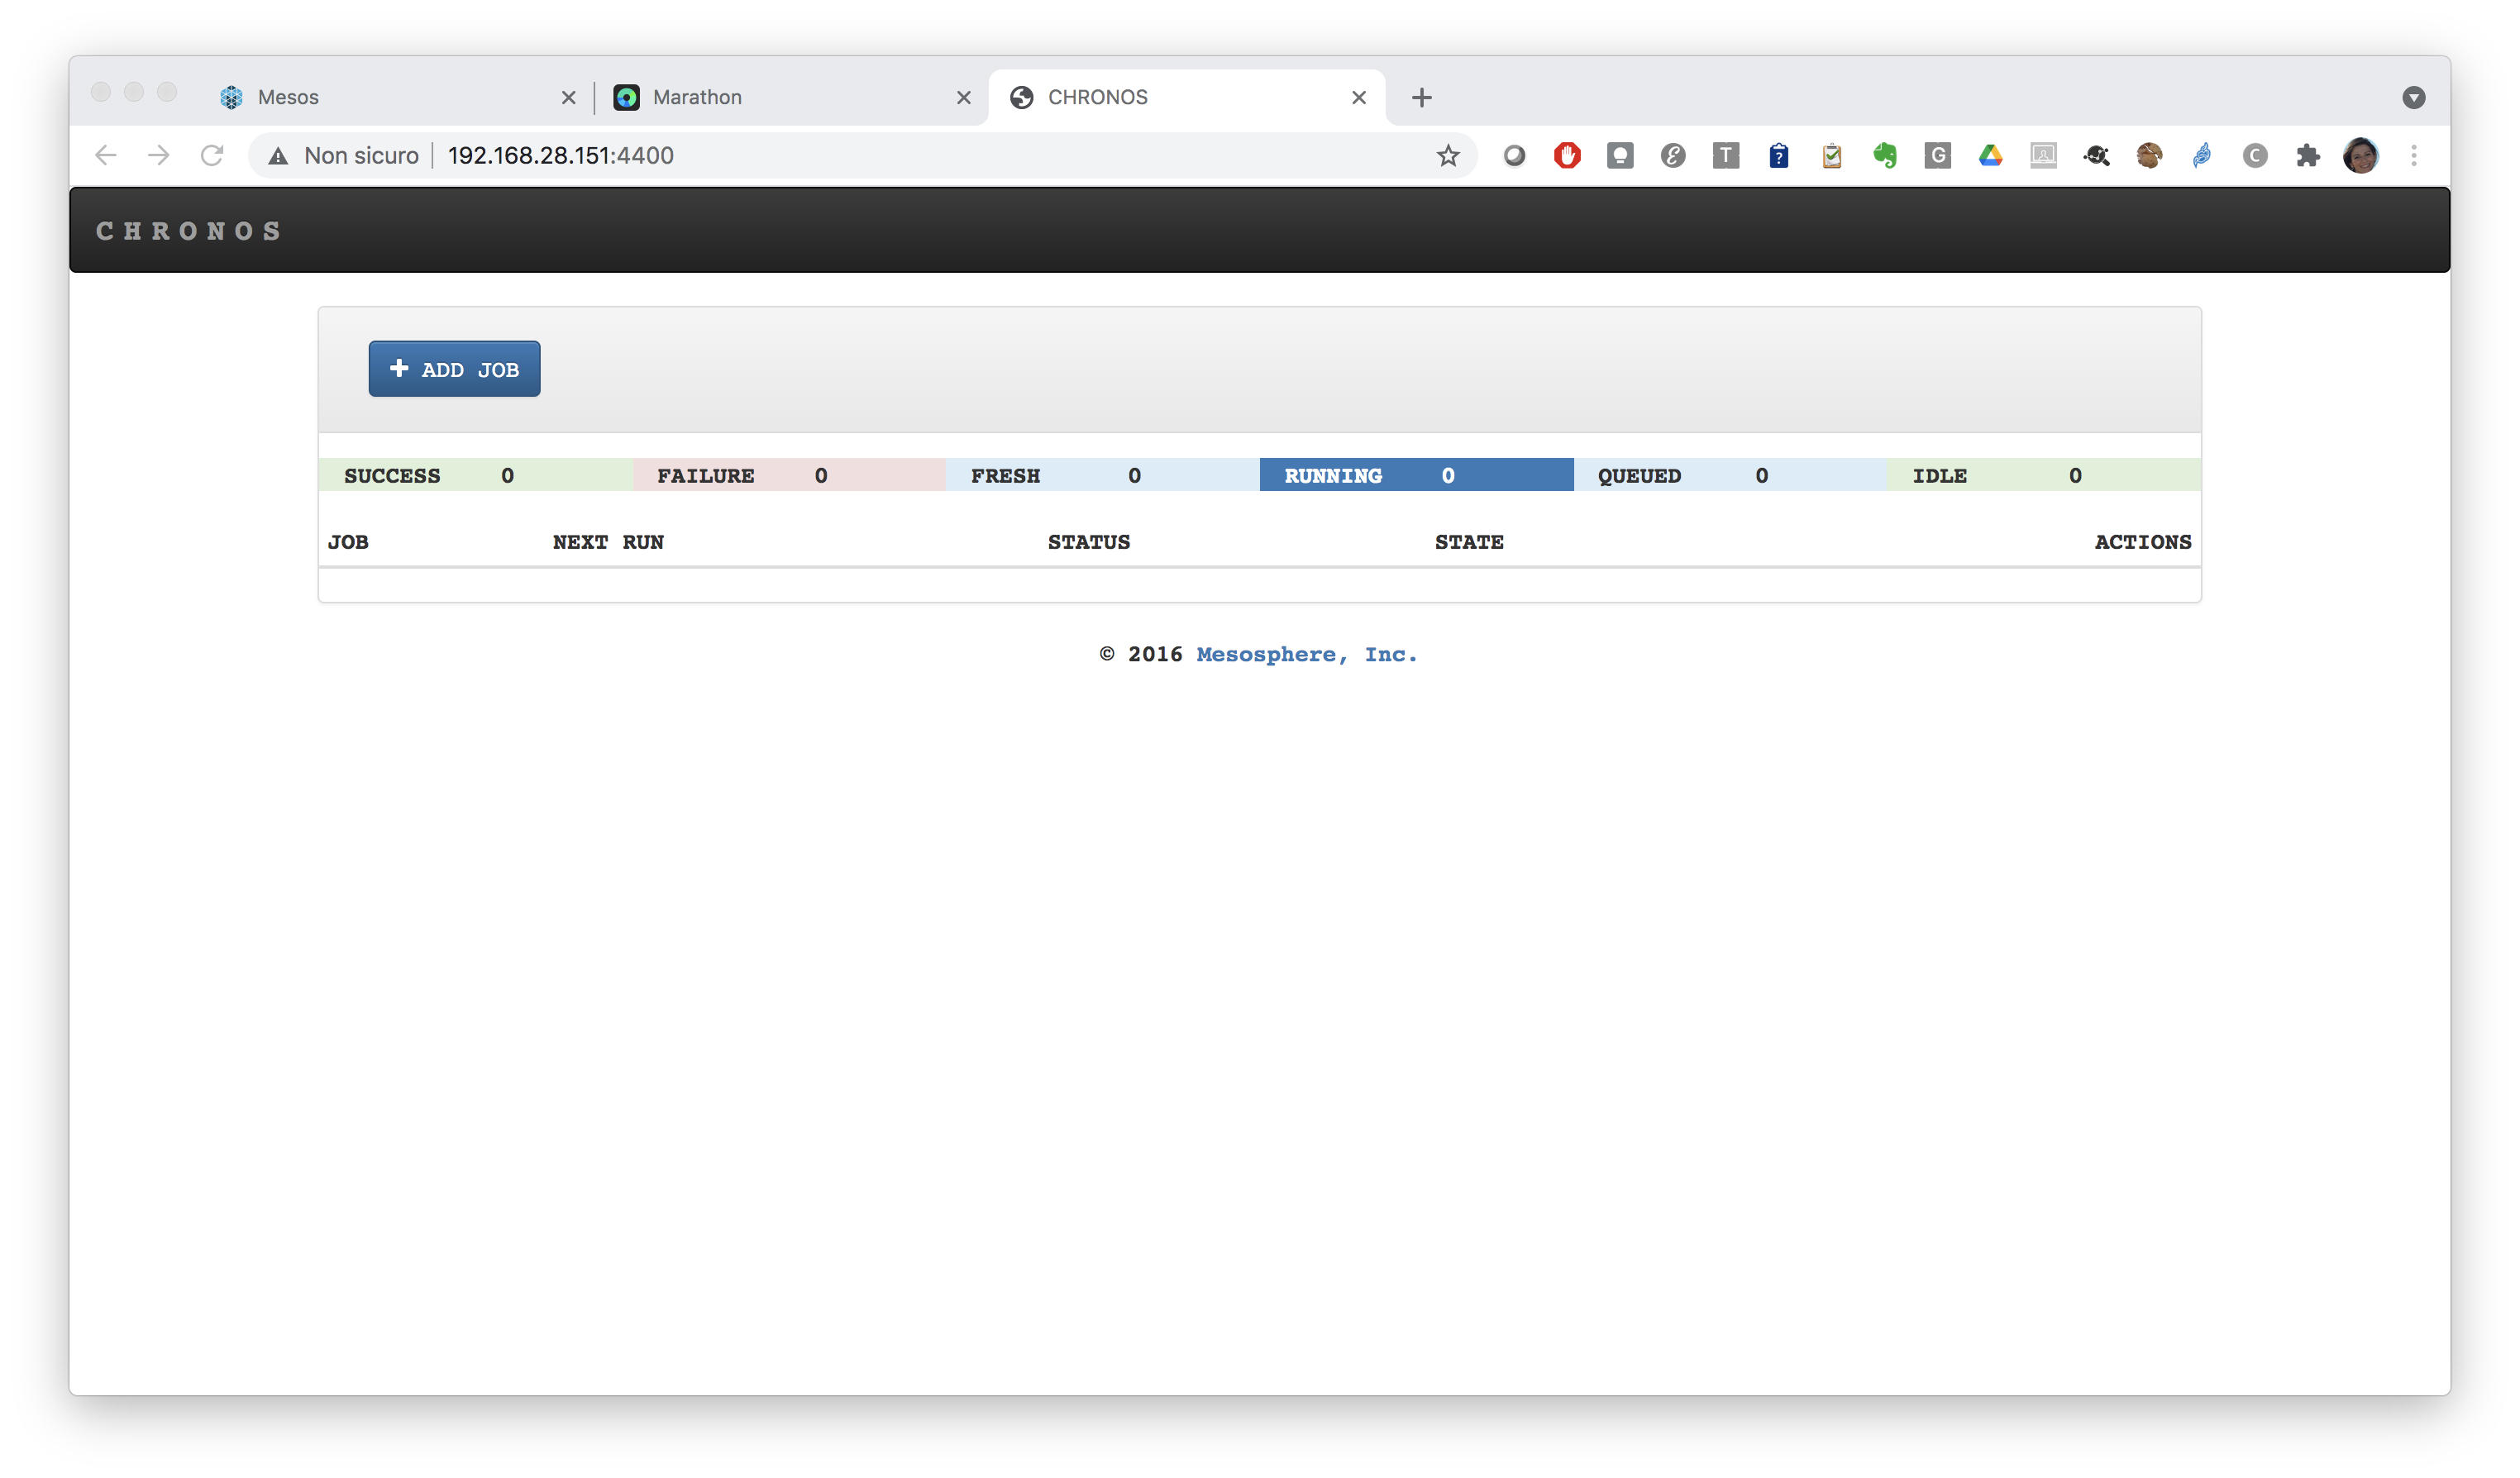 Mesos
Marathon
CHRONOS
Non sicuro 192.168.28.151:4400
T
?
G
C
CHRONOS
+ ADD JOB
SUCCESS 0 FAILURE 0 FRESH 0 RUNNING 0 QUEUED 0 IDLE 0
JOB NEXT RUN STATUS STATE ACTIONS
© 2016 Mesosphere, Inc.